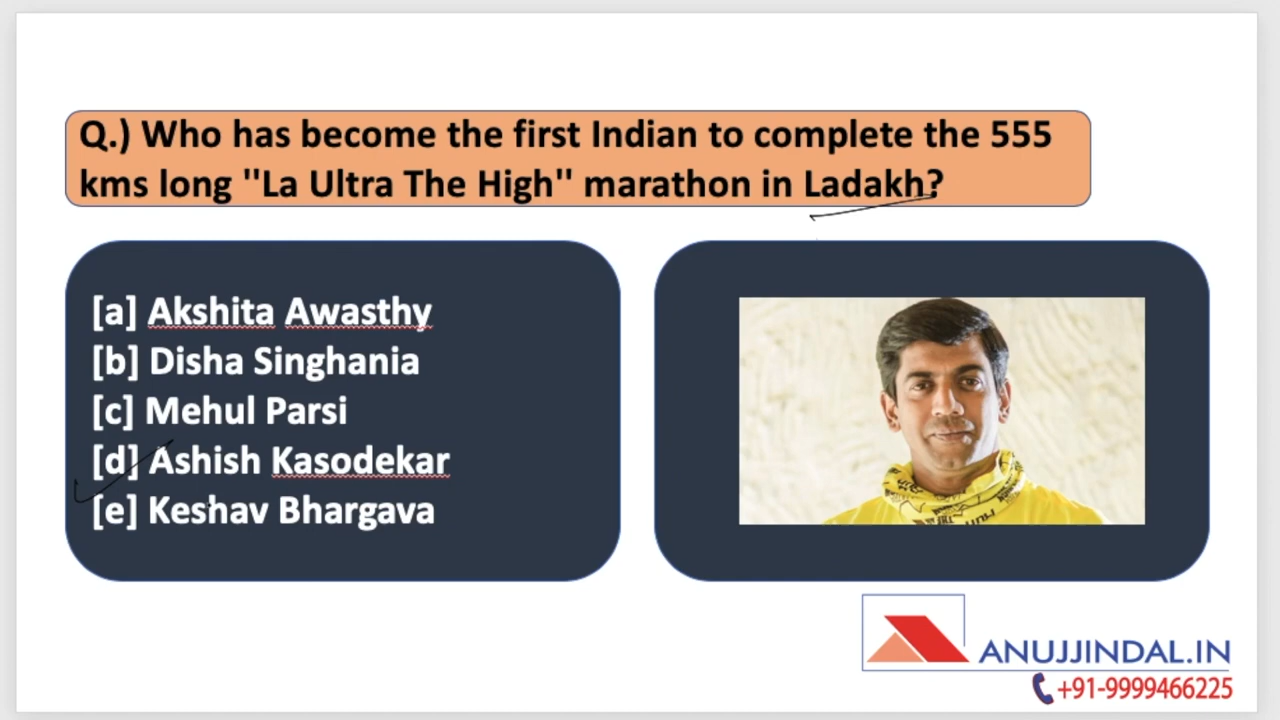 Q.) Who has become the first Indian to complete the 555
kms long "La Ultra The High" marathon in Ladakh?
[a] Akshita Awasthy
[b] Disha Singhania
[c] Mehul Parsi
[d] Ashish Kasodekar
[e] Keshav Bhargava
ANUJJINDAL.IN
+91-9999466225